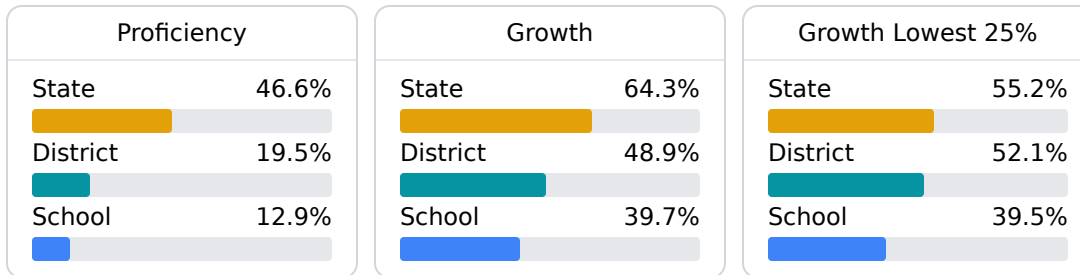 Proficiency
State 46.6%
District 19.5%
School 12.9%
Growth
State 64.3%
District 48.9%
School 39.7%
Growth Lowest 25%
State 55.2%
District 52.1%
School 39.5%